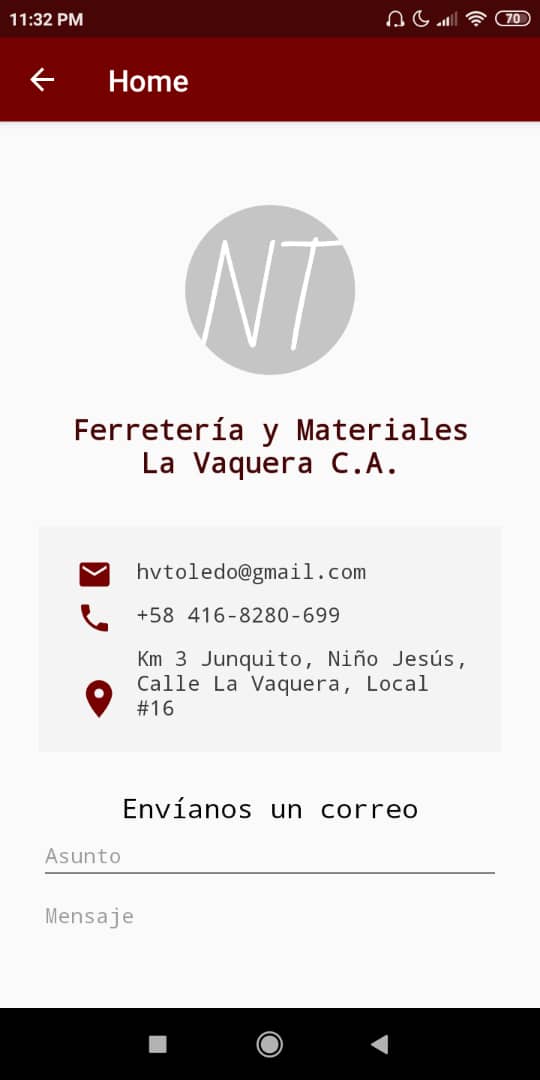 11:32 PM
70
Home
NT
Ferretería y Materiales
La Vaquera C.A.
hvtoledo@gmail.com
+58 416-8280-699
Km 3 Junquito, Niño Jesús,
Calle La Vaquera, Local
#16
Envíanos un correo
Asunto
Mensaje